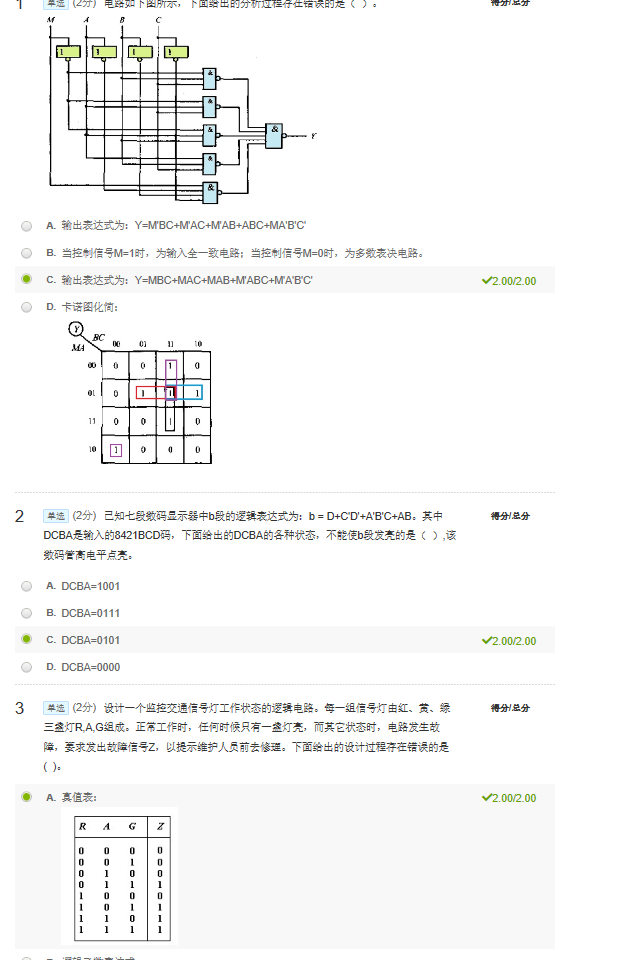 1 单选 (2分) 电路如下图所示，下面给出的分析过程存在错误的是（ ）。 得分/总分
M A B C
1 1 1 1
&
&
& &
Y
&
&
A. 输出表达式为：Y=M'BC+M'AC+M'AB+ABC+MA'B'C'
B. 当控制信号M=1时，为输入全一致电路；当控制信号M=0时，为多数表决电路。
C. 输出表达式为：Y=MBC+MAC+MAB+M'ABC+M'A'B'C' 2.00/2.00
D. 卡诺图化简：
Y
BC 00 01 11 10
MA
00 0 0 1 0
01 0 1 1 1
11 0 0 1 0
10 1 0 0 0
2 单选 (2分) 已知七段数码显示器中b段的逻辑表达式为：b = D+C'D'+A'B'C+AB。其中 得分/总分
DCBA是输入的8421BCD码，下面给出的DCBA的各种状态，不能使b段发亮的是（ ）,该
数码管高电平点亮。
A. DCBA=1001
B. DCBA=0111
C. DCBA=0101 2.00/2.00
D. DCBA=0000
3 单选 (2分) 设计一个监控交通信号灯工作状态的逻辑电路。每一组信号灯由红、黄、绿 得分/总分
三盏灯R,A,G组成。正常工作时，任何时候只有一盏灯亮，而其它状态时，电路发生故
障，要求发出故障信号Z，以提示维护人员前去修理。下面给出的设计过程存在错误的是
( )。
A. 真值表： 2.00/2.00
R A G Z
0 0 0 0
0 0 1 0
0 1 0 0
0 1 1 1
1 0 0 0
1 0 1 1
1 1 0 1
1 1 1 1